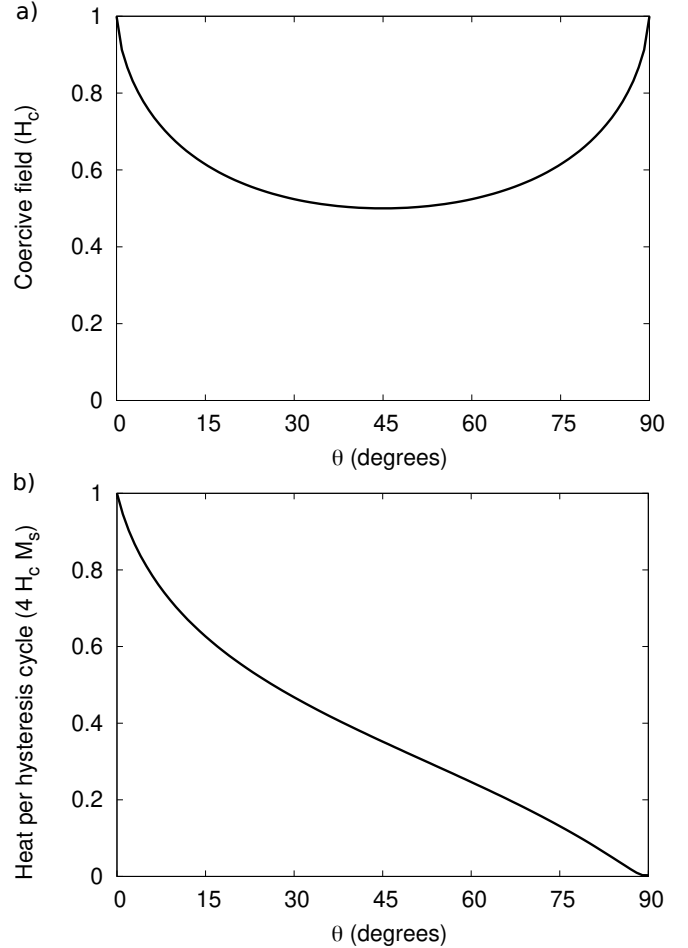 a)
Coercive field (H_c)
1
0.8
0.6
0.4
0.2
0
0 15 30 45 60 75 90
θ (degrees)
b)
Heat per hysteresis cycle (4 H_c M_s)
1
0.8
0.6
0.4
0.2
0
0 15 30 45 60 75 90
θ (degrees)